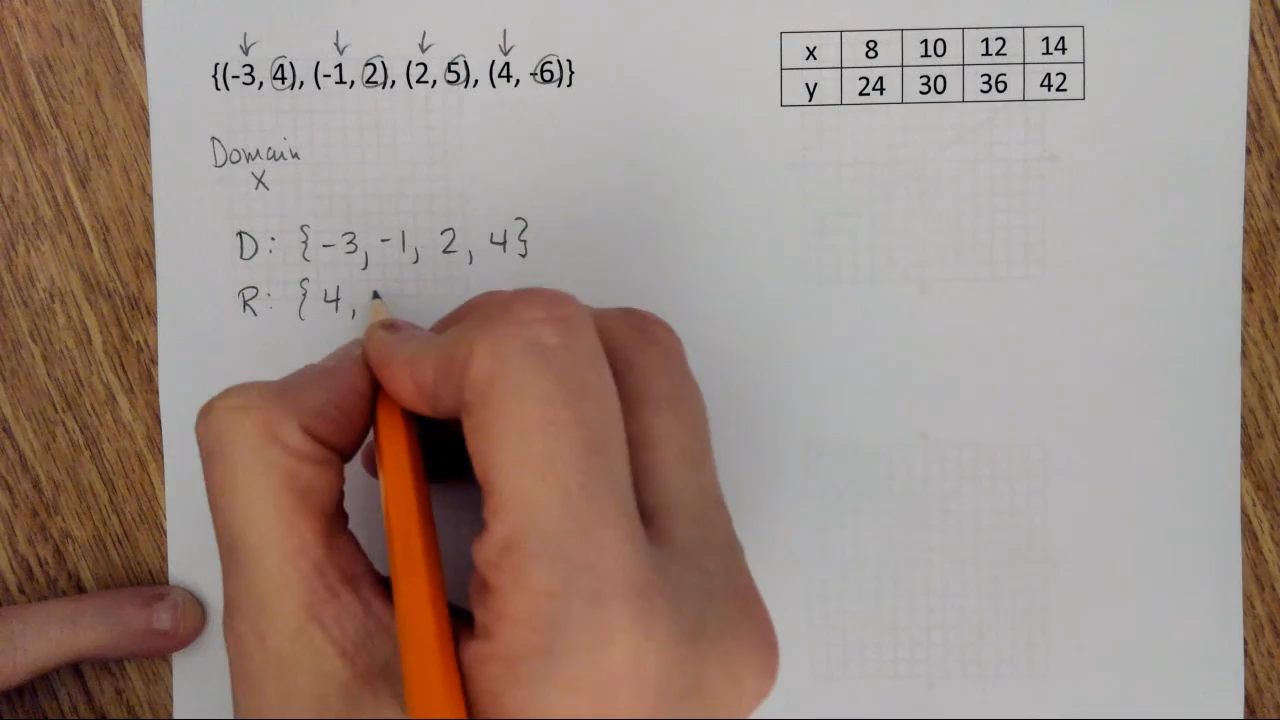 {(-3, 4), (-1, 2), (2, 5), (4, -6)}
Domain
X
D: {-3, -1, 2, 4}
R: {4,
x 8 10 12 14
y 24 30 36 42